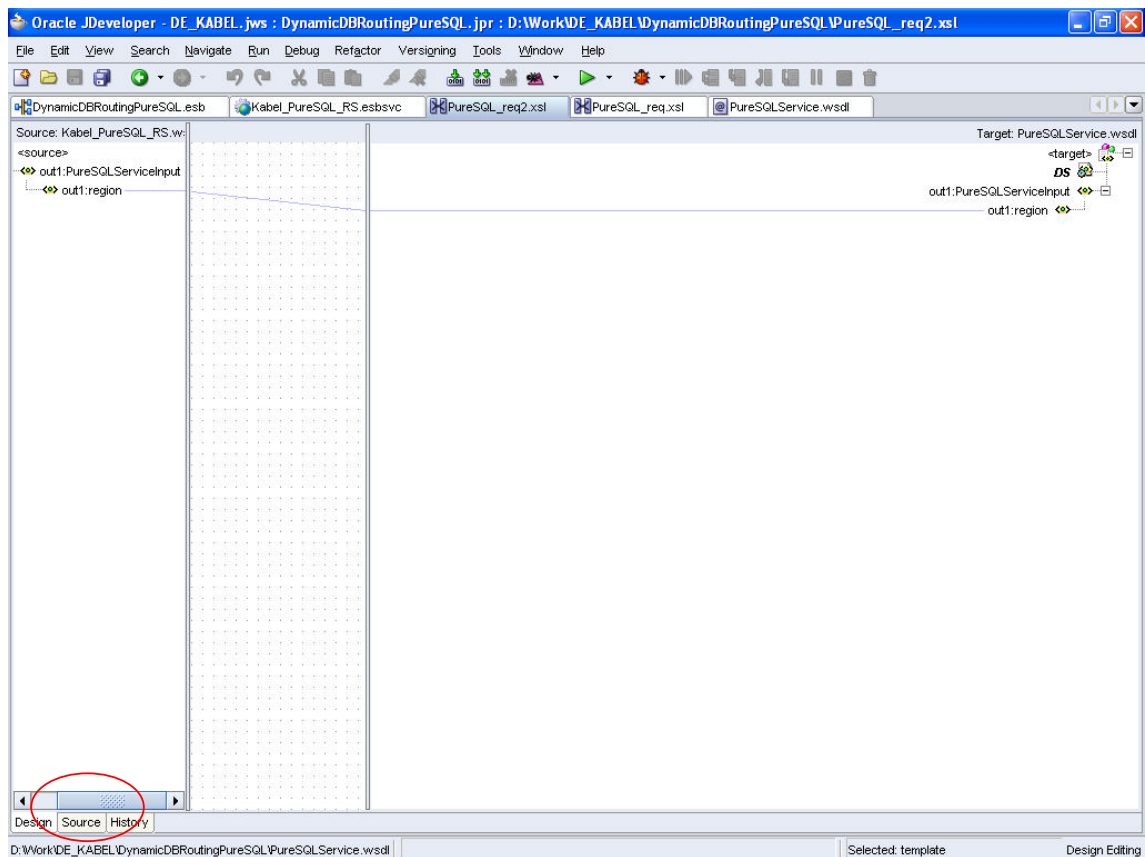 Oracle JDeveloper - DE_KABEL.jws : DynamicDBRoutingPureSQL.jpr : D:\Work\DE_KABEL\DynamicDBRoutingPureSQL\PureSQL_req2.xsl
File Edit View Search Navigate Run Debug Refactor Versioning Tools Window Help
DynamicDBRoutingPureSQL.esb Kabel_PureSQL_RS.esbsvc PureSQL_req2.xsl PureSQL_req.xsl PureSQLService.wsdl
Source: Kabel_PureSQL_RS.w Target: PureSQLService.wsdl
<source> <target>
DS
out1:PureSQLServiceInput out1:PureSQLServiceInput
out1:region out1:region
Design Source History
D:\Work\DE_KABEL\DynamicDBRoutingPureSQL\PureSQLService.wsdl Selected: template Design Editing